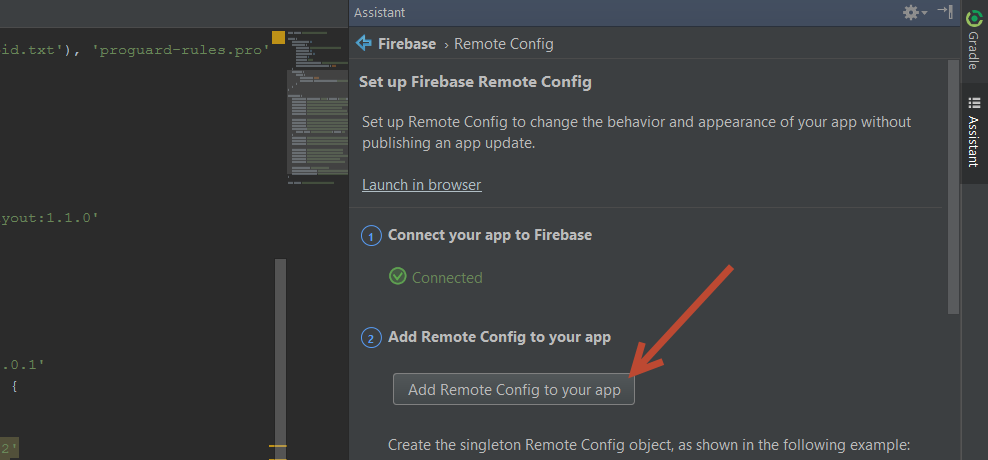 Assistant
id.txt'), 'proguard-rules.pro'
Firebase › Remote Config
Gradle
Set up Firebase Remote Config
Assistant
Set up Remote Config to change the behavior and appearance of your app without
publishing an app update.
Launch in browser
yout:1.1.0'
1 Connect your app to Firebase
Connected
2 Add Remote Config to your app
.0.1'
{
Add Remote Config to your app
2'
Create the singleton Remote Config object, as shown in the following example: